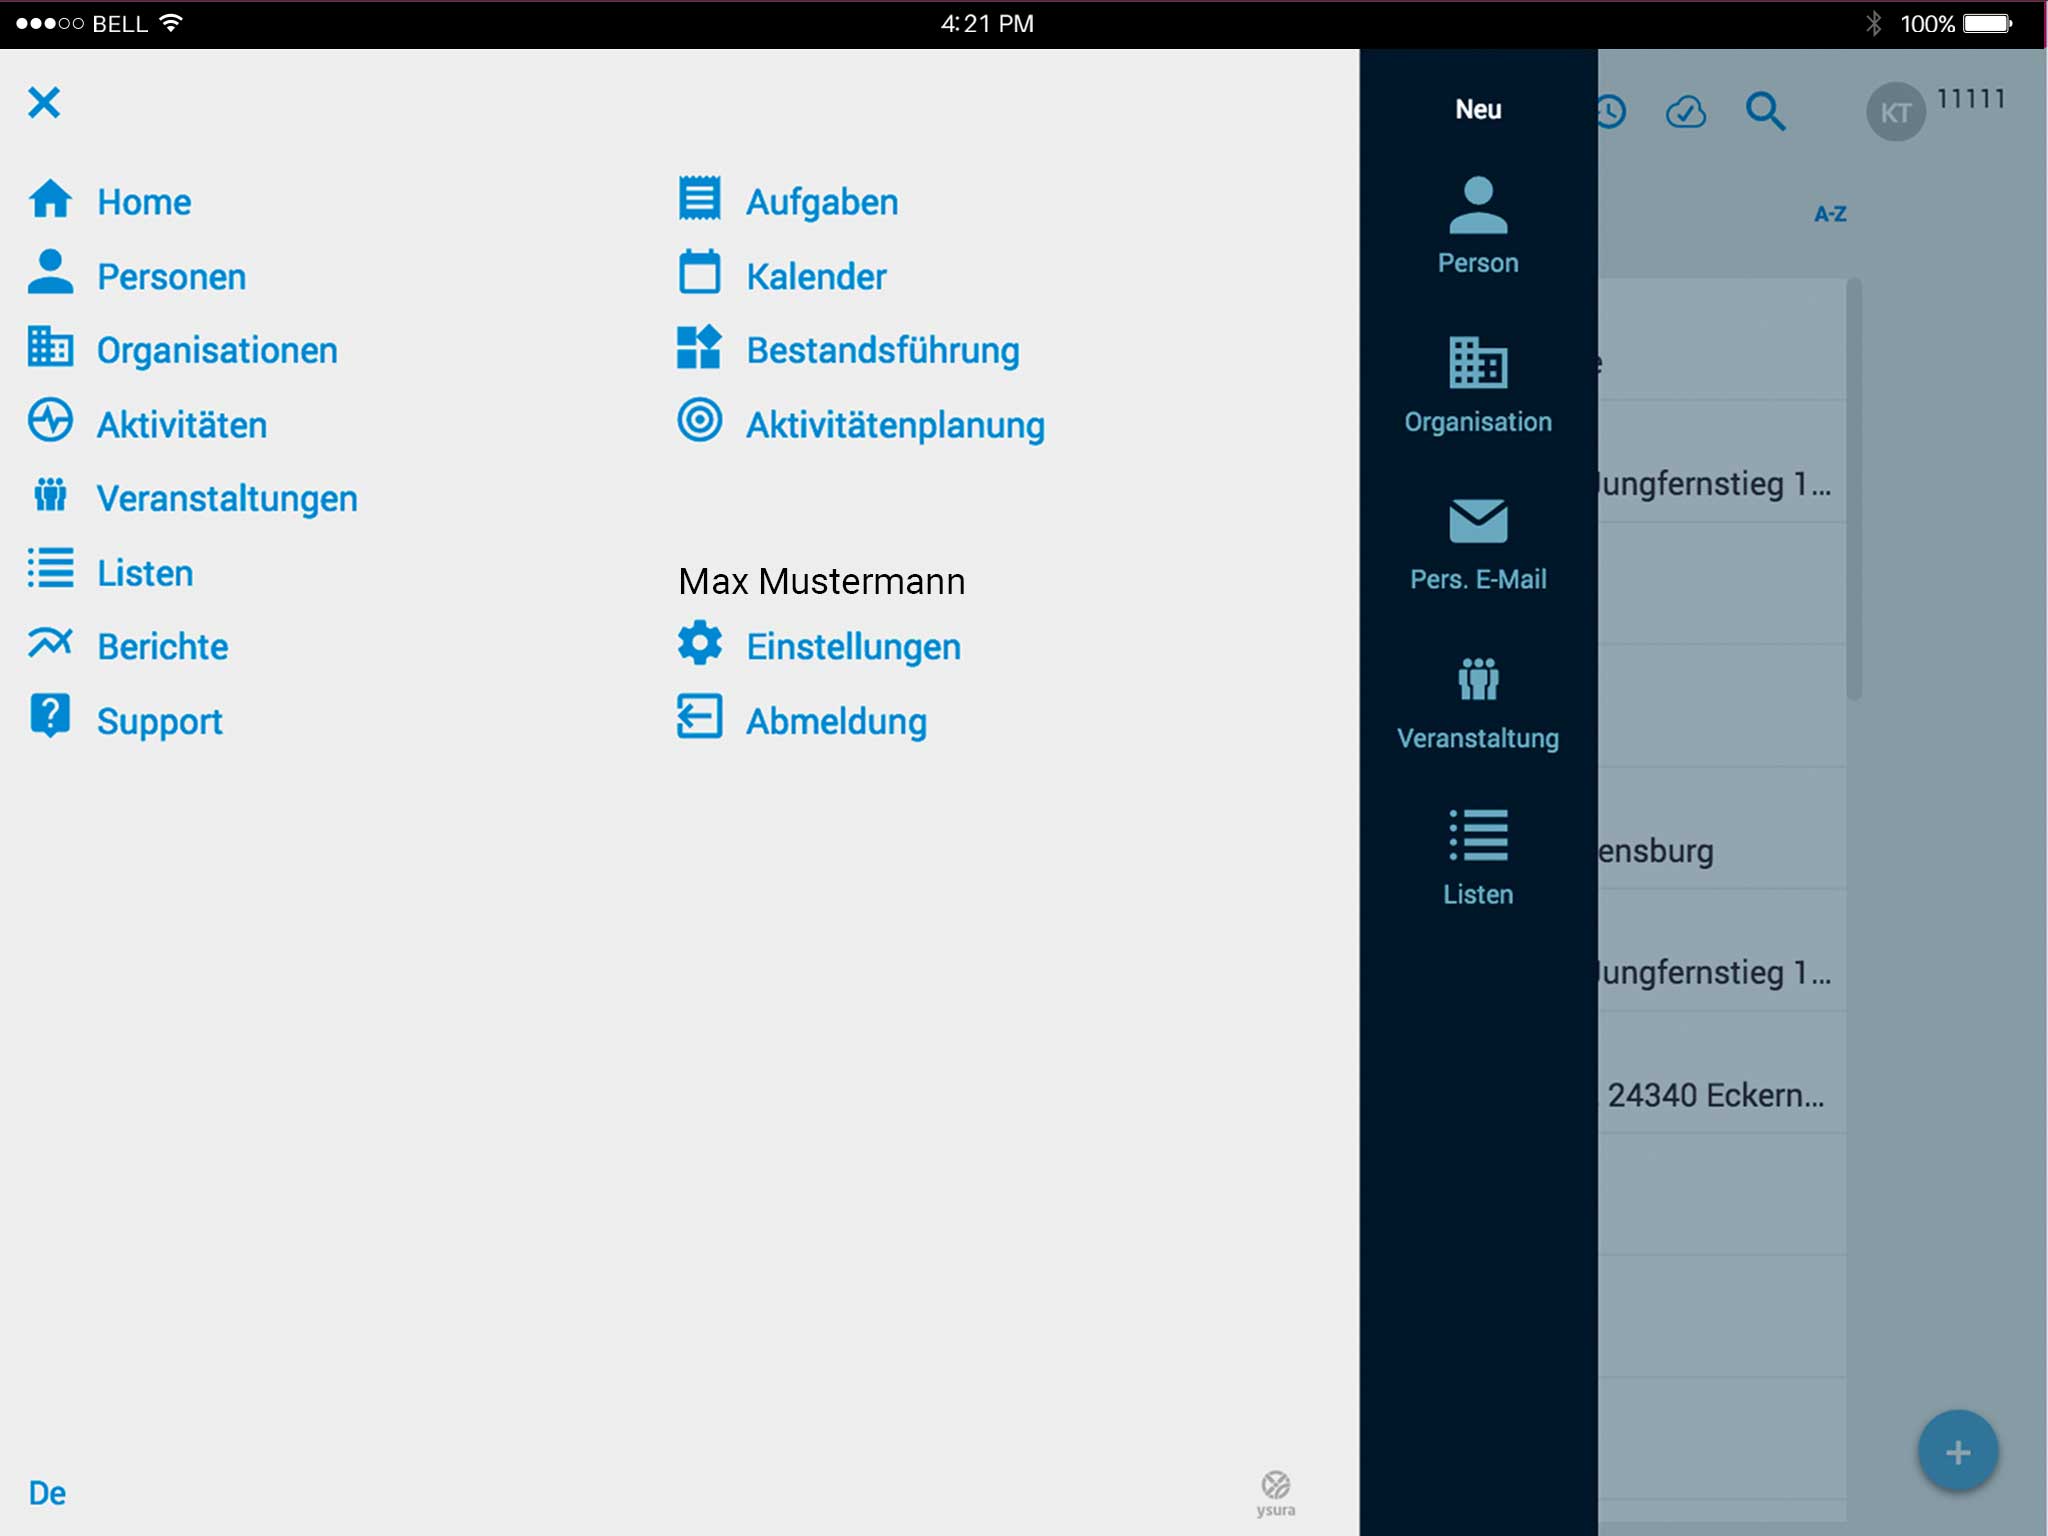 BELL 4:21 PM 100%
Home
Personen
Organisationen
Aktivitäten
Veranstaltungen
Listen
Berichte
Support
Aufgaben
Kalender
Bestandsführung
Aktivitätenplanung
Max Mustermann
Einstellungen
Abmeldung
De
ysura
Neu
Person
Organisation
Pers. E-Mail
Veranstaltung
Listen
KT 11111
A-Z
e
Jungfernstieg 1...
ensburg
Jungfernstieg 1...
24340 Eckern...